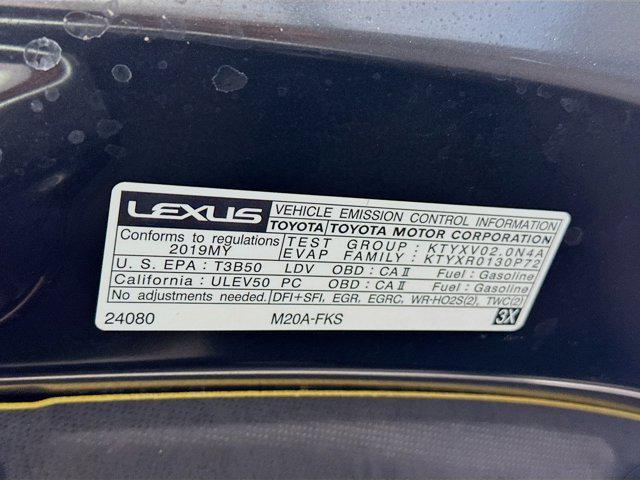 LEXUS VEHICLE EMISSION CONTROL INFORMATION
TOYOTA TOYOTA MOTOR CORPORATION
Conforms to regulations TEST GROUP : KTYXV02.0N4A
2019MY EVAP FAMILY : KTYXR0130P72
U. S. EPA : T3B50 LDV OBD : CA II Fuel : Gasoline
California : ULEV50 PC OBD : CA II Fuel : Gasoline
No adjustments needed. DFI+SFI, EGR, EGRC, WR-HO2S(2), TWC(2)
24080 M20A-FKS 3X